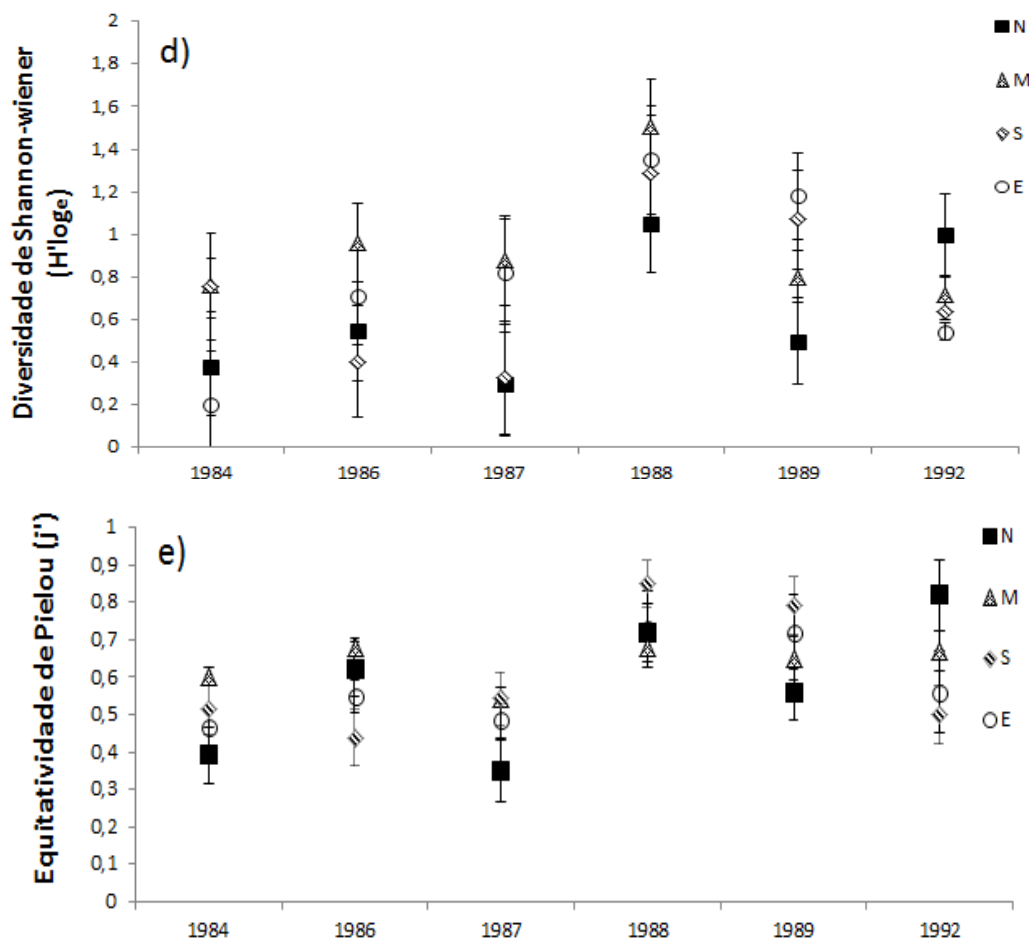 Diversidade de Shannon-wiener
(H'loge)
d)
2
1,8
1,6
1,4
1,2
1
0,8
0,6
0,4
0,2
0
1984 1986 1987 1988 1989 1992
N
M
S
E
Equitatividade de Pielou (j')
e)
1
0,9
0,8
0,7
0,6
0,5
0,4
0,3
0,2
0,1
0
1984 1986 1987 1988 1989 1992
N
M
S
E